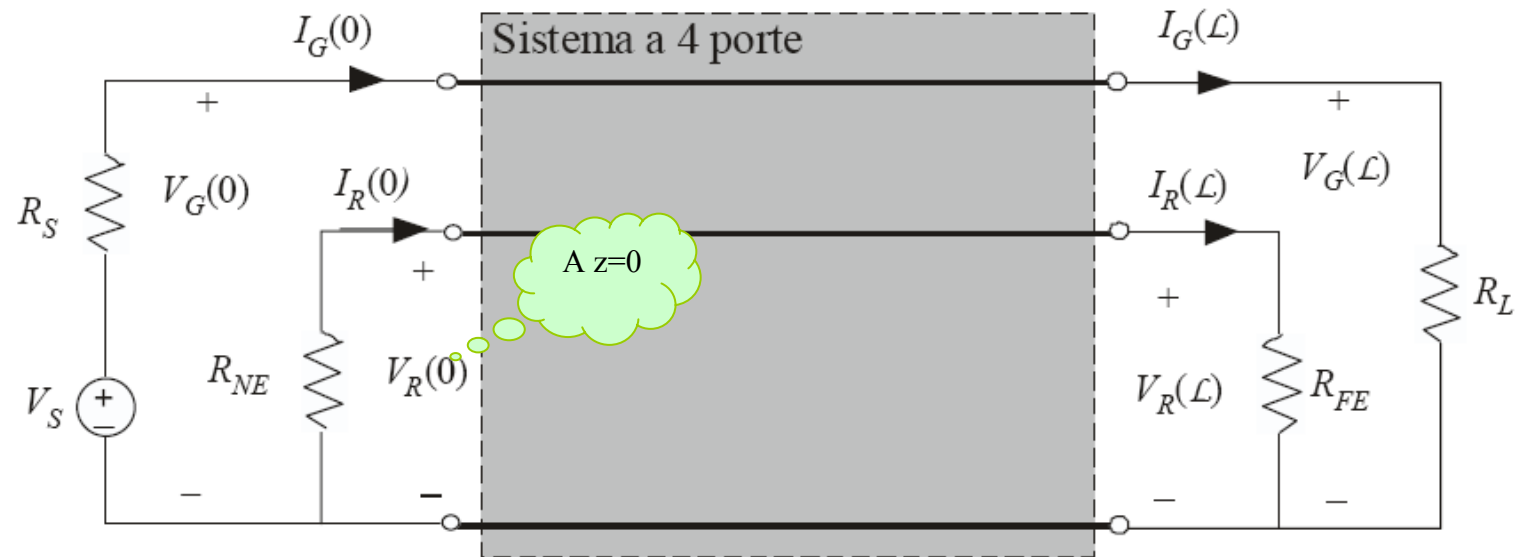 I_G(0)
Sistema a 4 porte
I_G(ℒ)
+
+
V_G(0)
I_R(0)
I_R(ℒ)
V_G(ℒ)
R_S
A z=0
+
+
R_L
R_NE
V_R(0)
V_R(ℒ)
R_FE
V_S
+
−
−
−
−
−